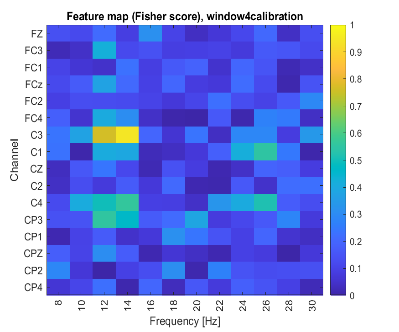 Feature map (Fisher score), window4calibration
Channel
FZ
FC3
FC1
FCz
FC2
FC4
C3
C1
CZ
C2
C4
CP3
CP1
CPZ
CP2
CP4
8 10 12 14 16 18 20 22 24 26 28 30
Frequency [Hz]
1
0.9
0.8
0.7
0.6
0.5
0.4
0.3
0.2
0.1
0